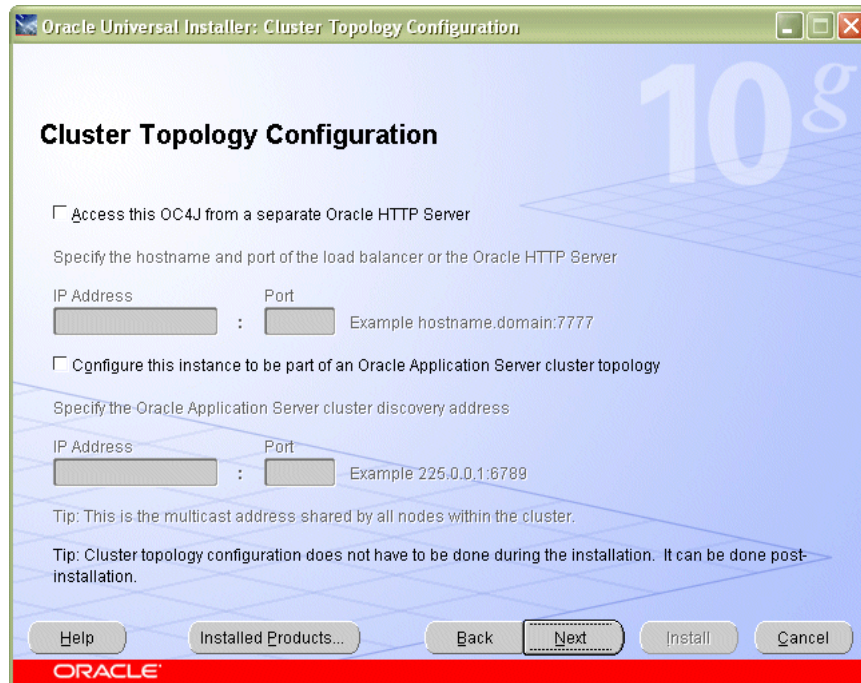 Oracle Universal Installer: Cluster Topology Configuration
10g
Cluster Topology Configuration
Access this OC4J from a separate Oracle HTTP Server
Specify the hostname and port of the load balancer or the Oracle HTTP Server
IP Address Port
: Example hostname.domain:7777
Configure this instance to be part of an Oracle Application Server cluster topology
Specify the Oracle Application Server cluster discovery address
IP Address Port
: Example 225.0.0.1:6789
Tip: This is the multicast address shared by all nodes within the cluster.
Tip: Cluster topology configuration does not have to be done during the installation. It can be done post-
installation.
Help Installed Products... Back Next Install Cancel
ORACLE